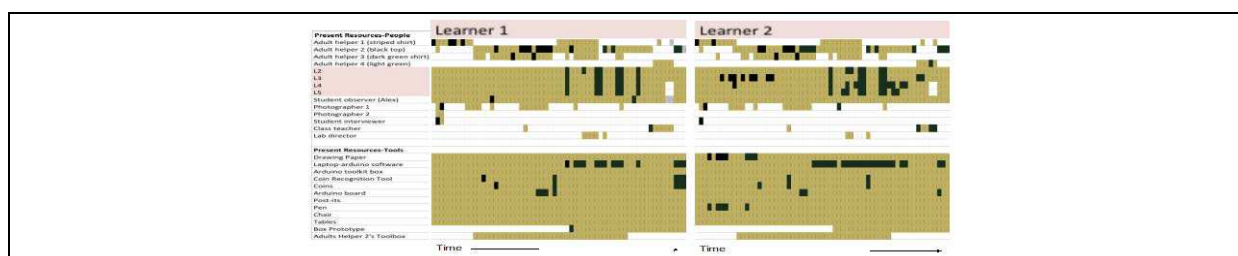 Learner 1
Learner 2
Present Resources-People
Adult helper 1 (striped shirt)
Adult helper 2 (black top)
Adult helper 3 (dark green shirt)
Adult helper 4 (light green)
L2
L3
L4
L5
Student observer (Alex)
Photographer 1
Photographer 2
Student interviewer
Class teacher
Lab director
Present Resources-Tools
Drawing Paper
Laptop-arduino software
Arduino toolkit box
Coin Recognition Tool
Coins
Arduino board
Post-its
Pen
Chair
Tables
Box Prototype
Adults Helper 2's Toolbox
Time
Time